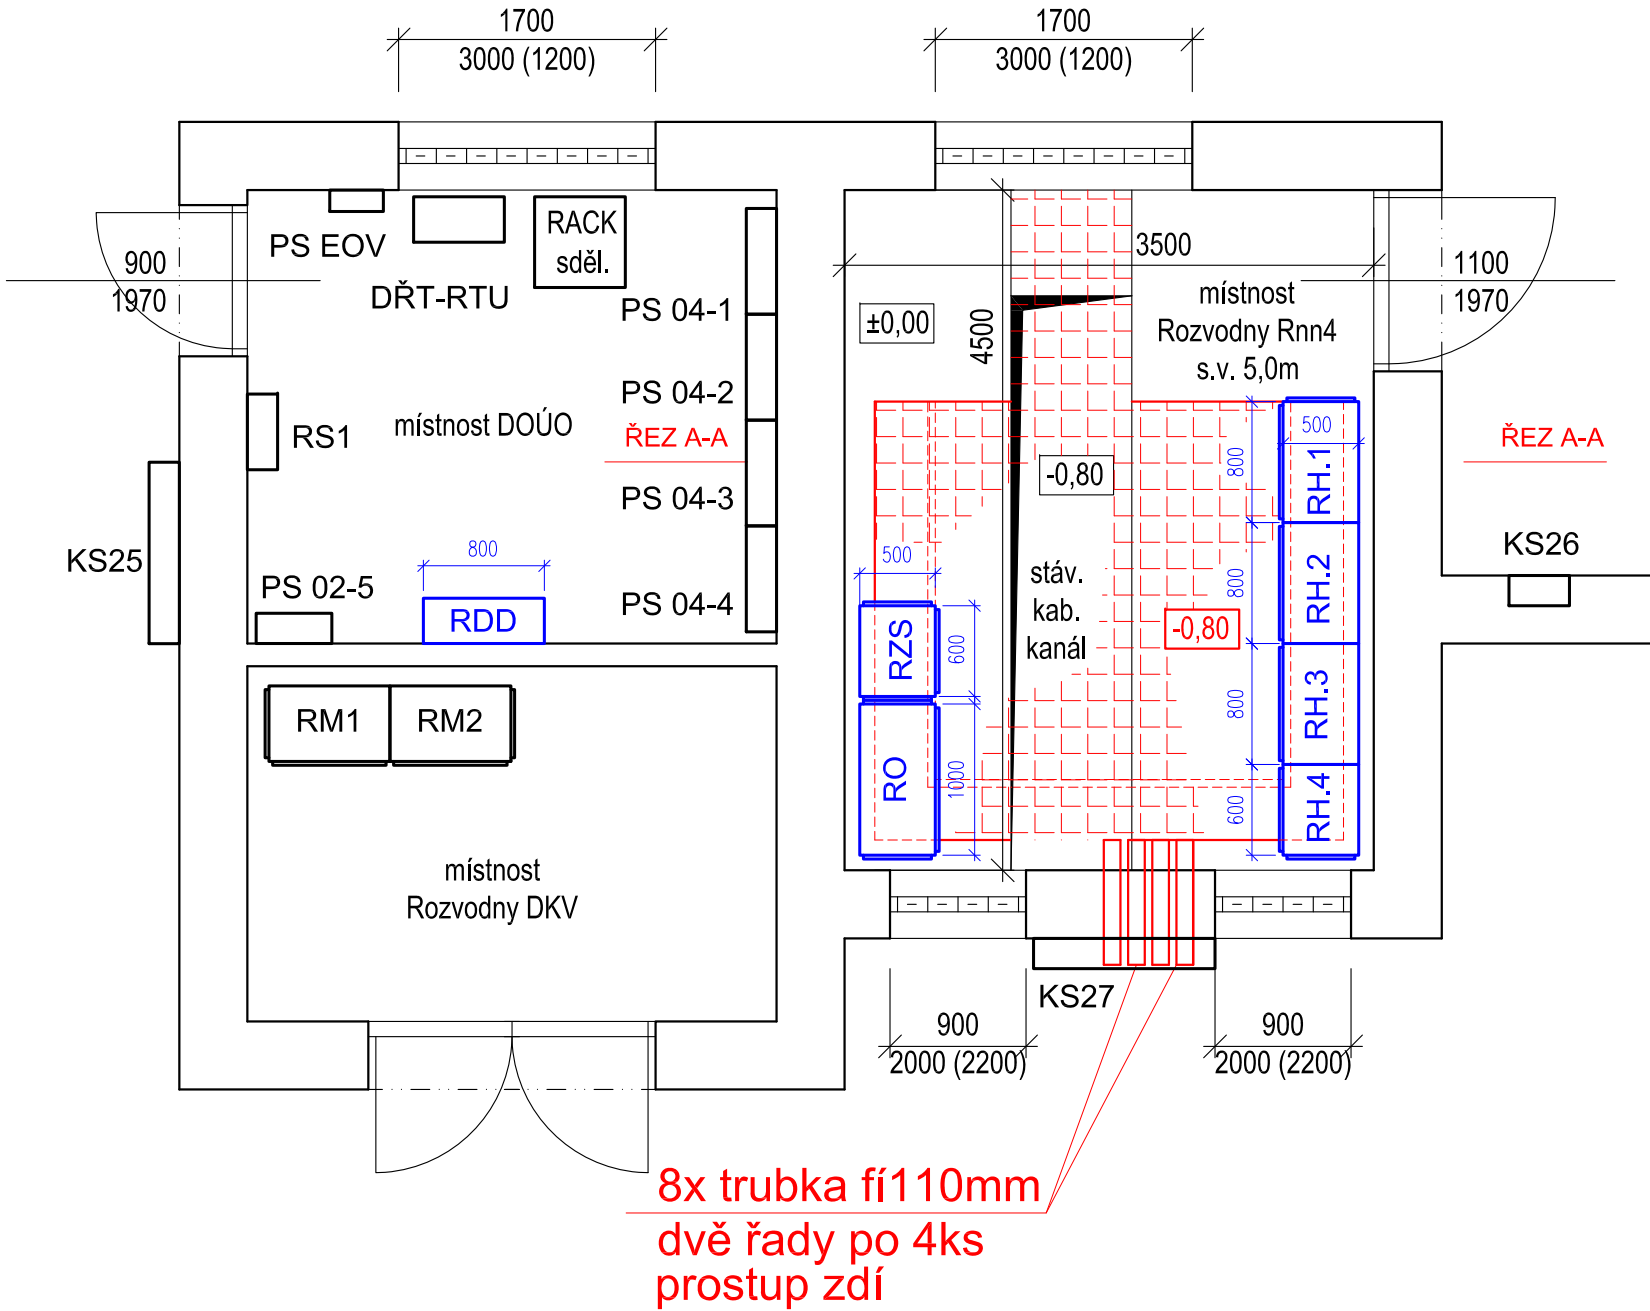 1700
3000 (1200)
1700
3000 (1200)
PS EOV
DŘT-RTU
RACK
sděl.
900
1970
PS 04-1
PS 04-2
PS 04-3
PS 04-4
místnost DOÚO
RS1
ŘEZ A-A
KS25
PS 02-5
800
RDD
RM1
RM2
místnost
Rozvodny DKV
±0,00
4500
3500
místnost
Rozvodny Rnn4
s.v. 5,0m
1100
1970
-0,80
stáv.
kab.
kanál
-0,80
500
RZS
600
RO
1000
500
800
RH.1
800
RH.2
800
RH.3
600
RH.4
ŘEZ A-A
KS26
KS27
900
2000 (2200)
900
2000 (2200)
8x trubka fí110mm
dvě řady po 4ks
prostup zdí